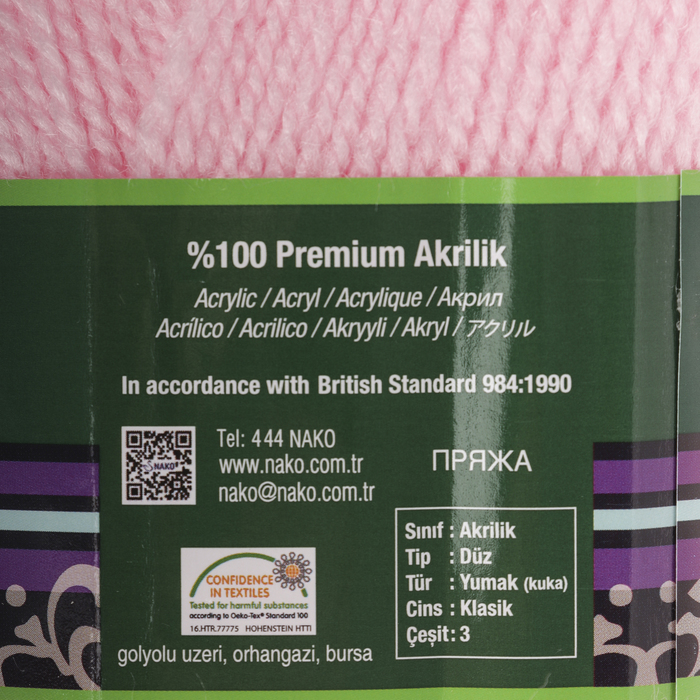 %100 Premium Akrilik
Acrylic / Acryl / Acrylique / Акрил
Acrílico / Acrilico / Akryyli / Akryl / アクリル
In accordance with British Standard 984:1990
NAKO
Tel: 444 NAKO
www.nako.com.tr
nako@nako.com.tr
ПРЯЖА
CONFIDENCE
IN TEXTILES
Tested for harmful substances
according to Oeko-Tex® Standard 100
16.HTR.77775 HOHENSTEIN HTTI
golyolu uzeri, orhangazi, bursa
Sınıf : Akrilik
Tip : Düz
Tür : Yumak (kuka)
Cins : Klasik
Çeşit : 3